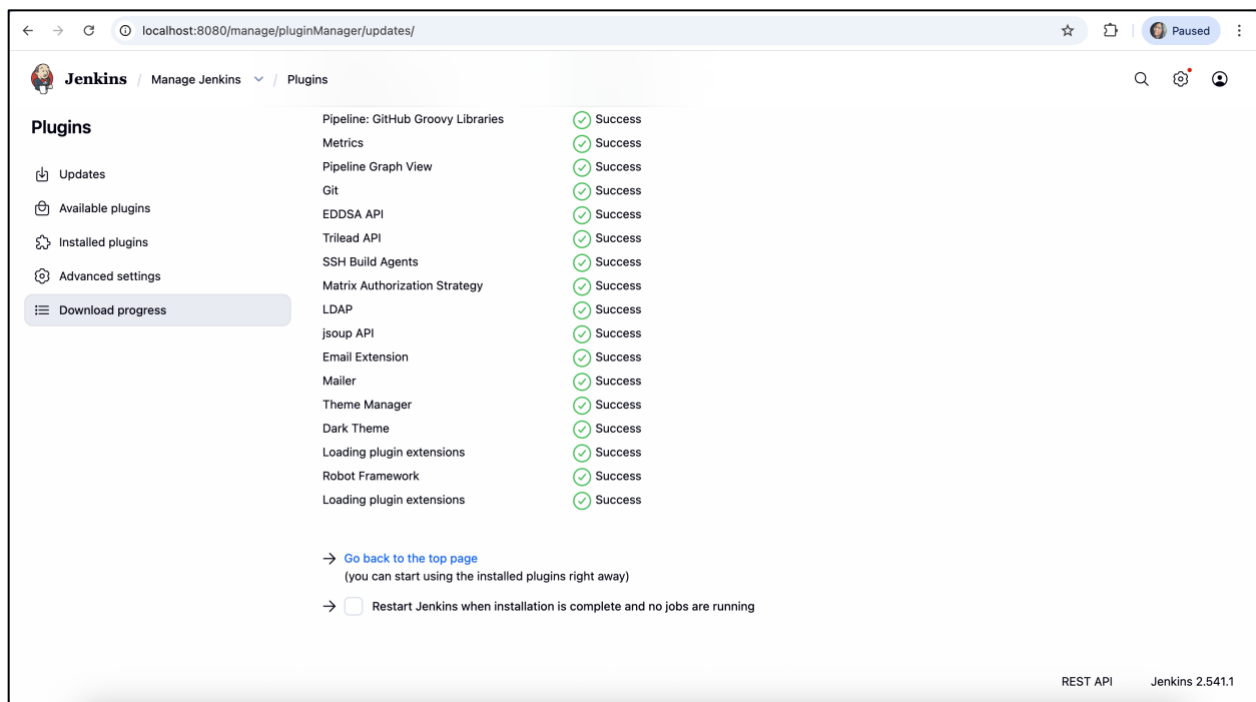 localhost:8080/manage/pluginManager/updates/
Paused
Jenkins / Manage Jenkins / Plugins
Plugins
Updates
Available plugins
Installed plugins
Advanced settings
Download progress
Pipeline: GitHub Groovy Libraries Success
Metrics Success
Pipeline Graph View Success
Git Success
EDDSA API Success
Trilead API Success
SSH Build Agents Success
Matrix Authorization Strategy Success
LDAP Success
jsoup API Success
Email Extension Success
Mailer Success
Theme Manager Success
Dark Theme Success
Loading plugin extensions Success
Robot Framework Success
Loading plugin extensions Success
→ Go back to the top page
(you can start using the installed plugins right away)
→ Restart Jenkins when installation is complete and no jobs are running
REST API Jenkins 2.541.1